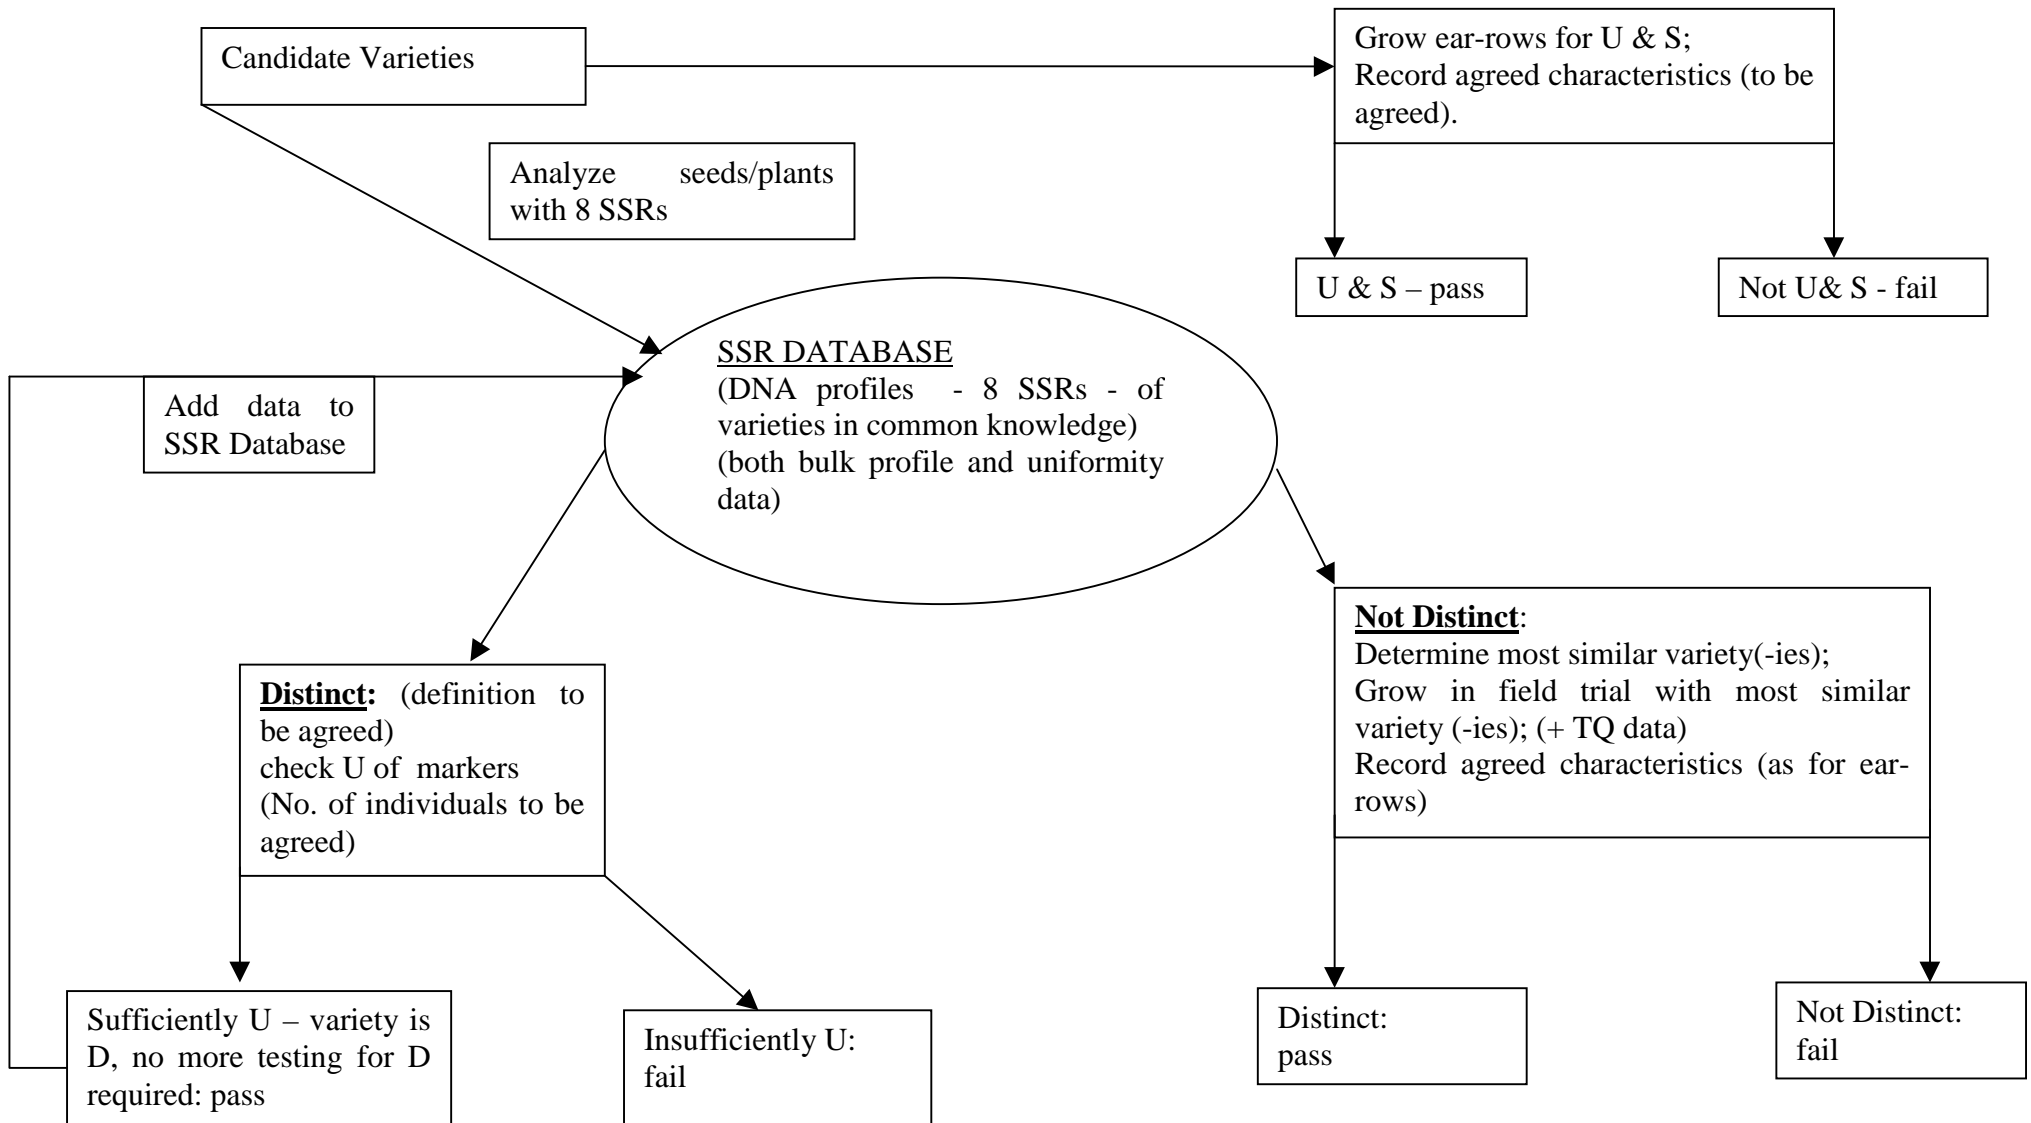 Candidate Varieties
Grow ear-rows for U & S;
Record agreed characteristics (to be
agreed).
Analyze seeds/plants
with 8 SSRs
U & S – pass
Not U& S - fail
SSR DATABASE
(DNA profiles - 8 SSRs - of
varieties in common knowledge)
(both bulk profile and uniformity
data)
Add data to
SSR Database
Distinct: (definition to
be agreed)
check U of markers
(No. of individuals to be
agreed)
Not Distinct:
Determine most similar variety(-ies);
Grow in field trial with most similar
variety (-ies); (+ TQ data)
Record agreed characteristics (as for ear-
rows)
Sufficiently U – variety is
D, no more testing for D
required: pass
Insufficiently U:
fail
Distinct:
pass
Not Distinct:
fail